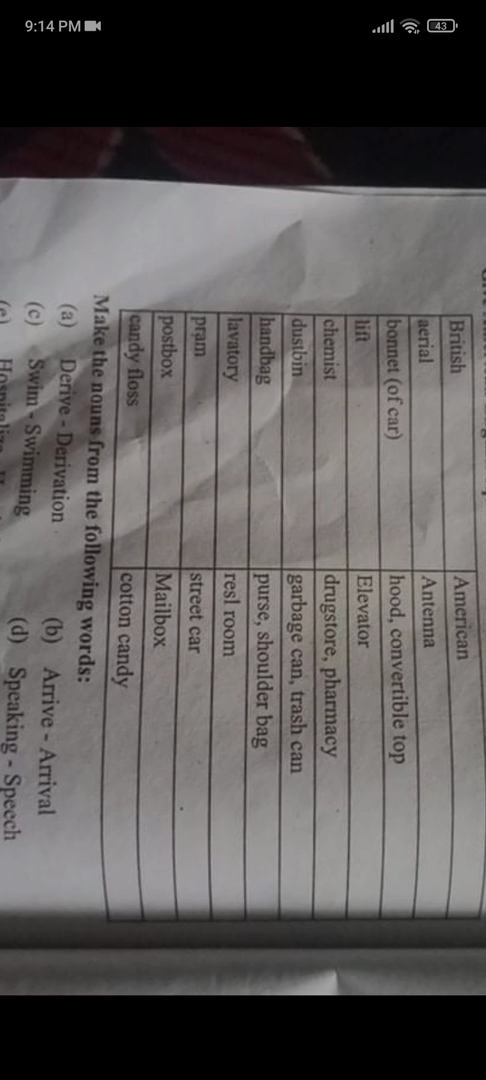 9:14 PM
43
British American
aerial Antenna
bonnet (of car) hood, convertible top
lift Elevator
chemist drugstore, pharmacy
dustbin garbage can, trash can
handbag purse, shoulder bag
lavatory resl room
pram street car
postbox Mailbox
candy floss cotton candy
Make the nouns from the following words:
(a) Derive - Derivation (b) Arrive - Arrival
(c) Swim - Swimming (d) Speaking - Speech
(e)